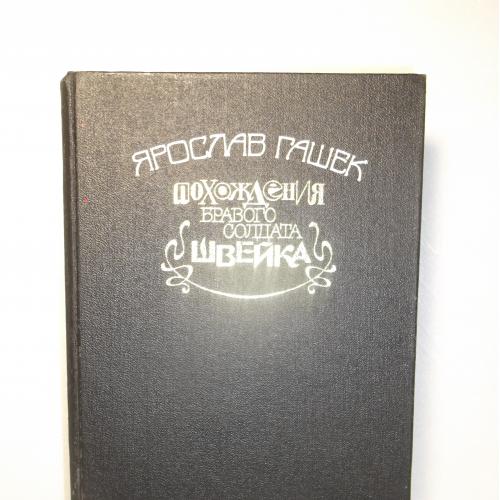 ЯРОСЛАВ ГАШЕК
ПОХОЖДЕНИЯ
БРАВОГО
СОЛДАТА
ШВЕЙКА